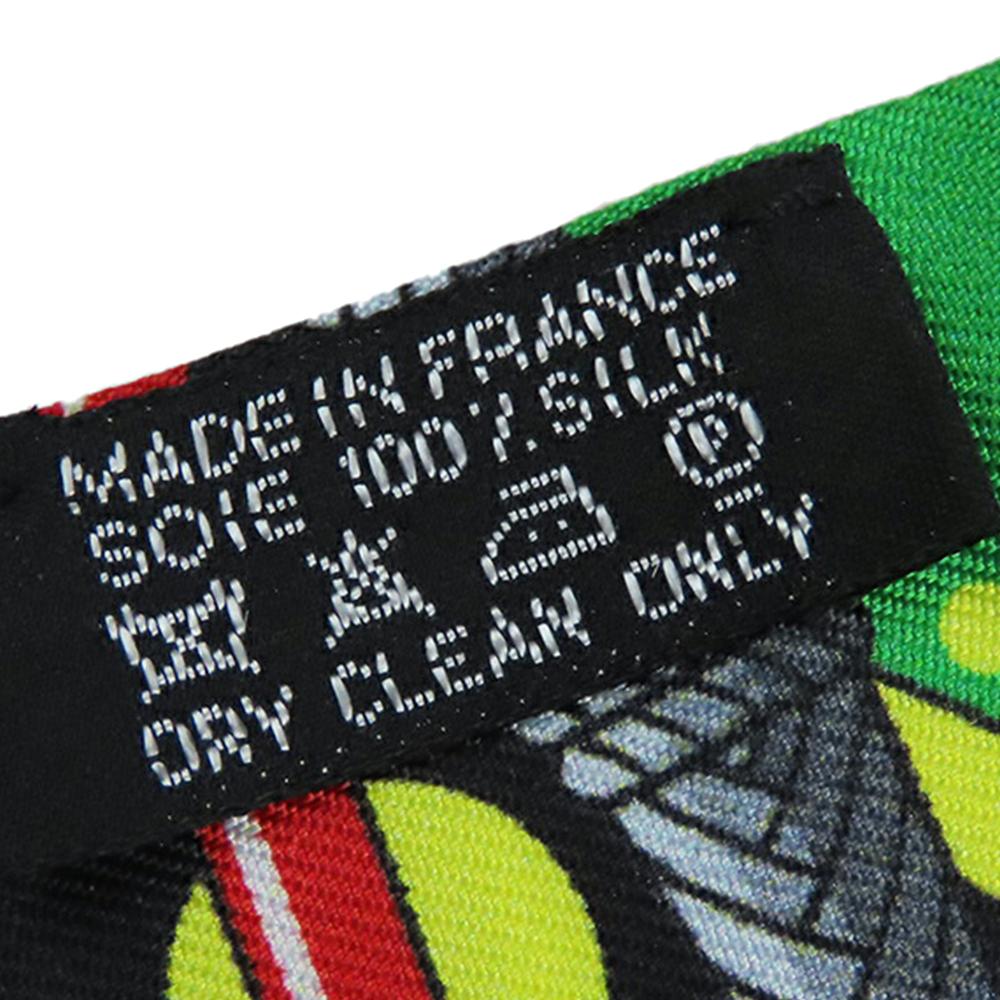 MADE IN FRANCE
SOIE 100% SILK
P
DRY CLEAN ONLY